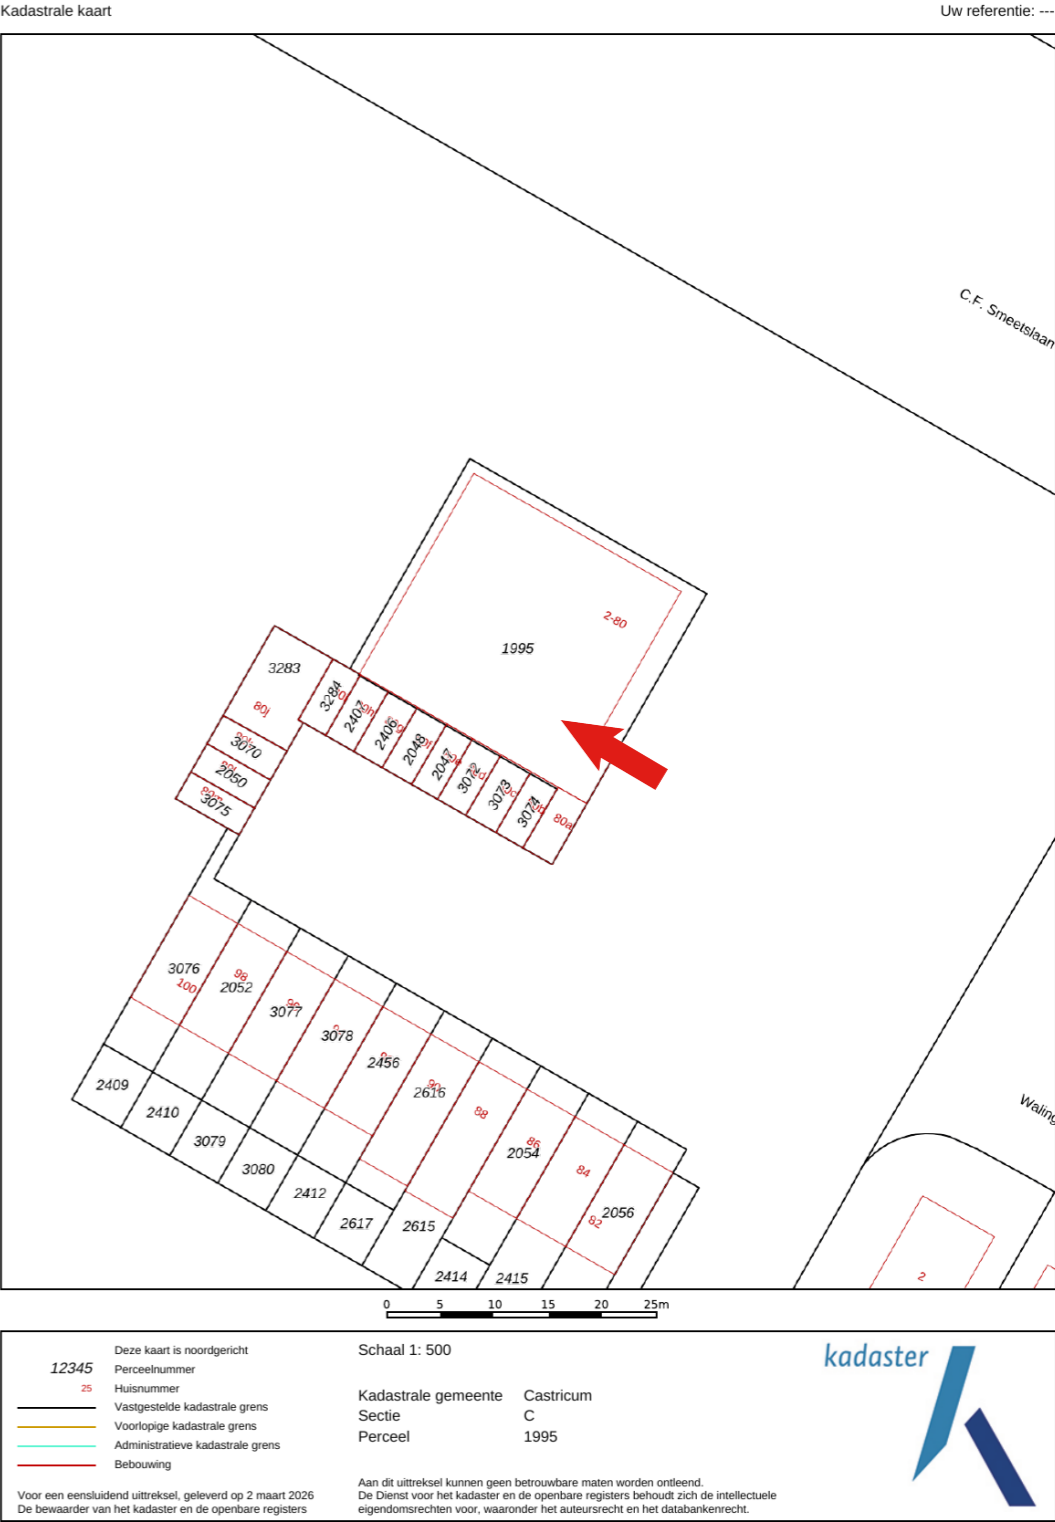 Kadastrale kaart
Uw referentie: ---
C.F. Smeetslaan
2-80
1995
3283
80j
3284
2407
2406
2048
2047
3072
3073
3074
80a
3070
2050
3075
3076
100
98
2052
3077
3078
2456
90
2616
88
86
2054
84
82
2056
2409
2410
3079
3080
2412
2617
2615
2414
2415
2
0 5 10 15 20 25m
Deze kaart is noordgericht
12345 Perceelnummer
25 Huisnummer
Vastgestelde kadastrale grens
Voorlopige kadastrale grens
Administratieve kadastrale grens
Bebouwing
Voor een eensluidend uittreksel, geleverd op 2 maart 2026
De bewaarder van het kadaster en de openbare registers
Schaal 1: 500
Kadastrale gemeente Castricum
Sectie C
Perceel 1995
Aan dit uittreksel kunnen geen betrouwbare maten worden ontleend.
De Dienst voor het kadaster en de openbare registers behoudt zich de intellectuele
eigendomsrechten voor, waaronder het auteursrecht en het databankenrecht.
kadaster